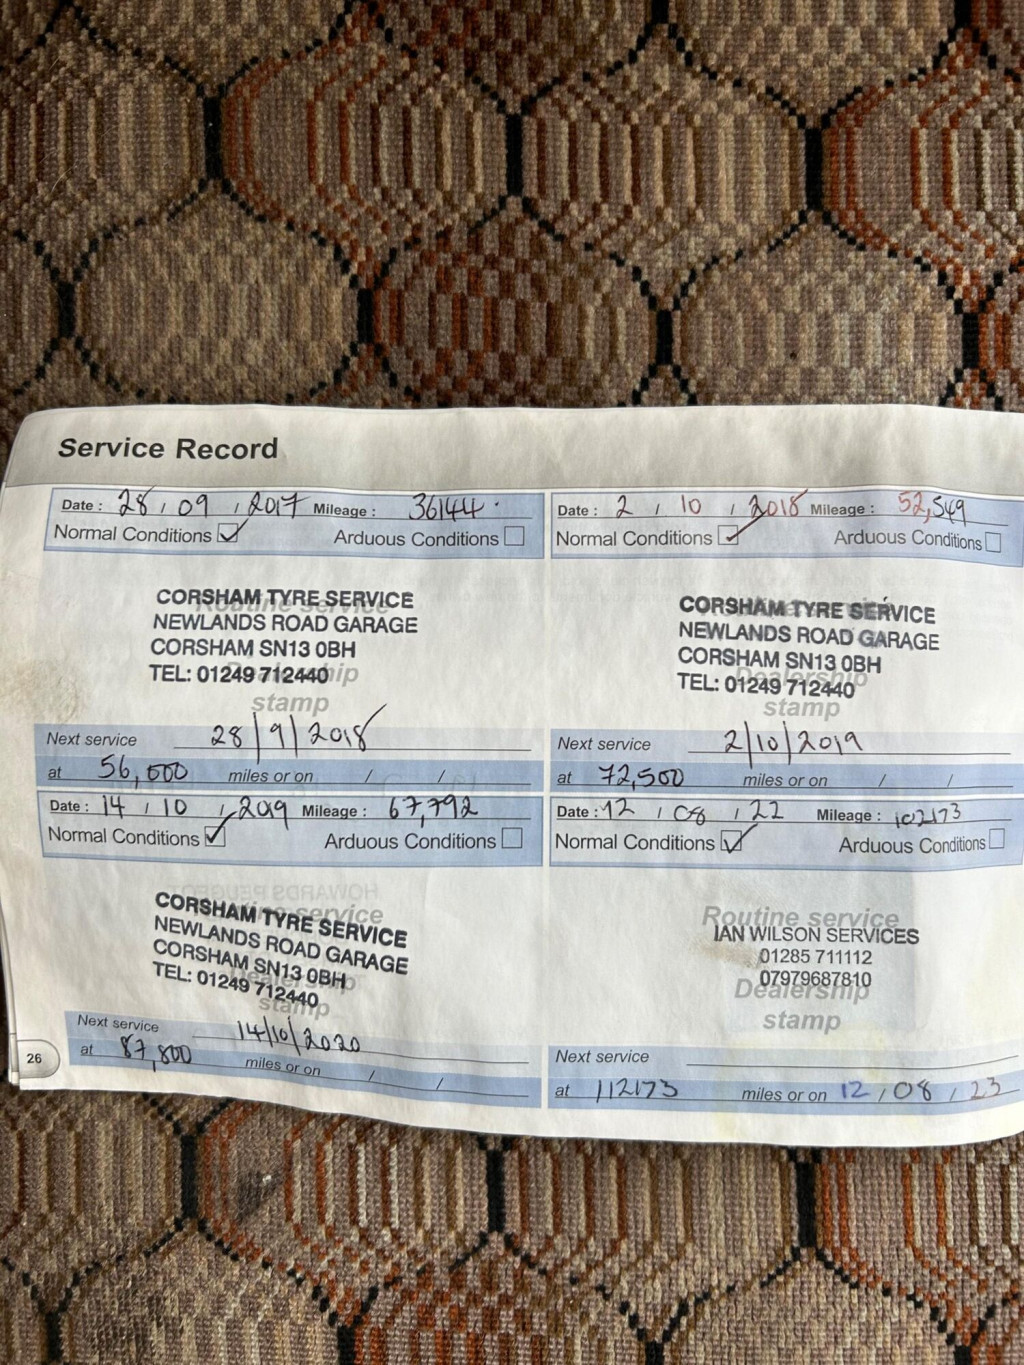 Service Record
Date : 28 / 09 / 2017 Mileage : 36144.
Normal Conditions Arduous Conditions
Routine service
CORSHAM TYRE SERVICE
NEWLANDS ROAD GARAGE
CORSHAM SN13 0BH
TEL: 01249 712440
Dealership
stamp
Next service 28/9/2018
at 56,000 miles or on / /
Date : 2 / 10 / 2018 Mileage : 52,549
Normal Conditions Arduous Conditions
CORSHAM TYRE SERVICE
NEWLANDS ROAD GARAGE
CORSHAM SN13 0BH
TEL: 01249 712440
Dealership
stamp
Next service 2/10/2019
at 72,500 miles or on / /
Date : 14 / 10 / 2019 Mileage : 67,792
Normal Conditions Arduous Conditions
Routine service
CORSHAM TYRE SERVICE
NEWLANDS ROAD GARAGE
CORSHAM SN13 0BH
TEL: 01249 712440
Dealership
stamp
Next service 14/10/2020
at 87,800 miles or on / /
Date : 12 / 08 / 22 Mileage : 102173
Normal Conditions Arduous Conditions
Routine service
IAN WILSON SERVICES
01285 711112
07979687810
Dealership
stamp
Next service
at 112173 miles or on 12 / 08 / 23
26